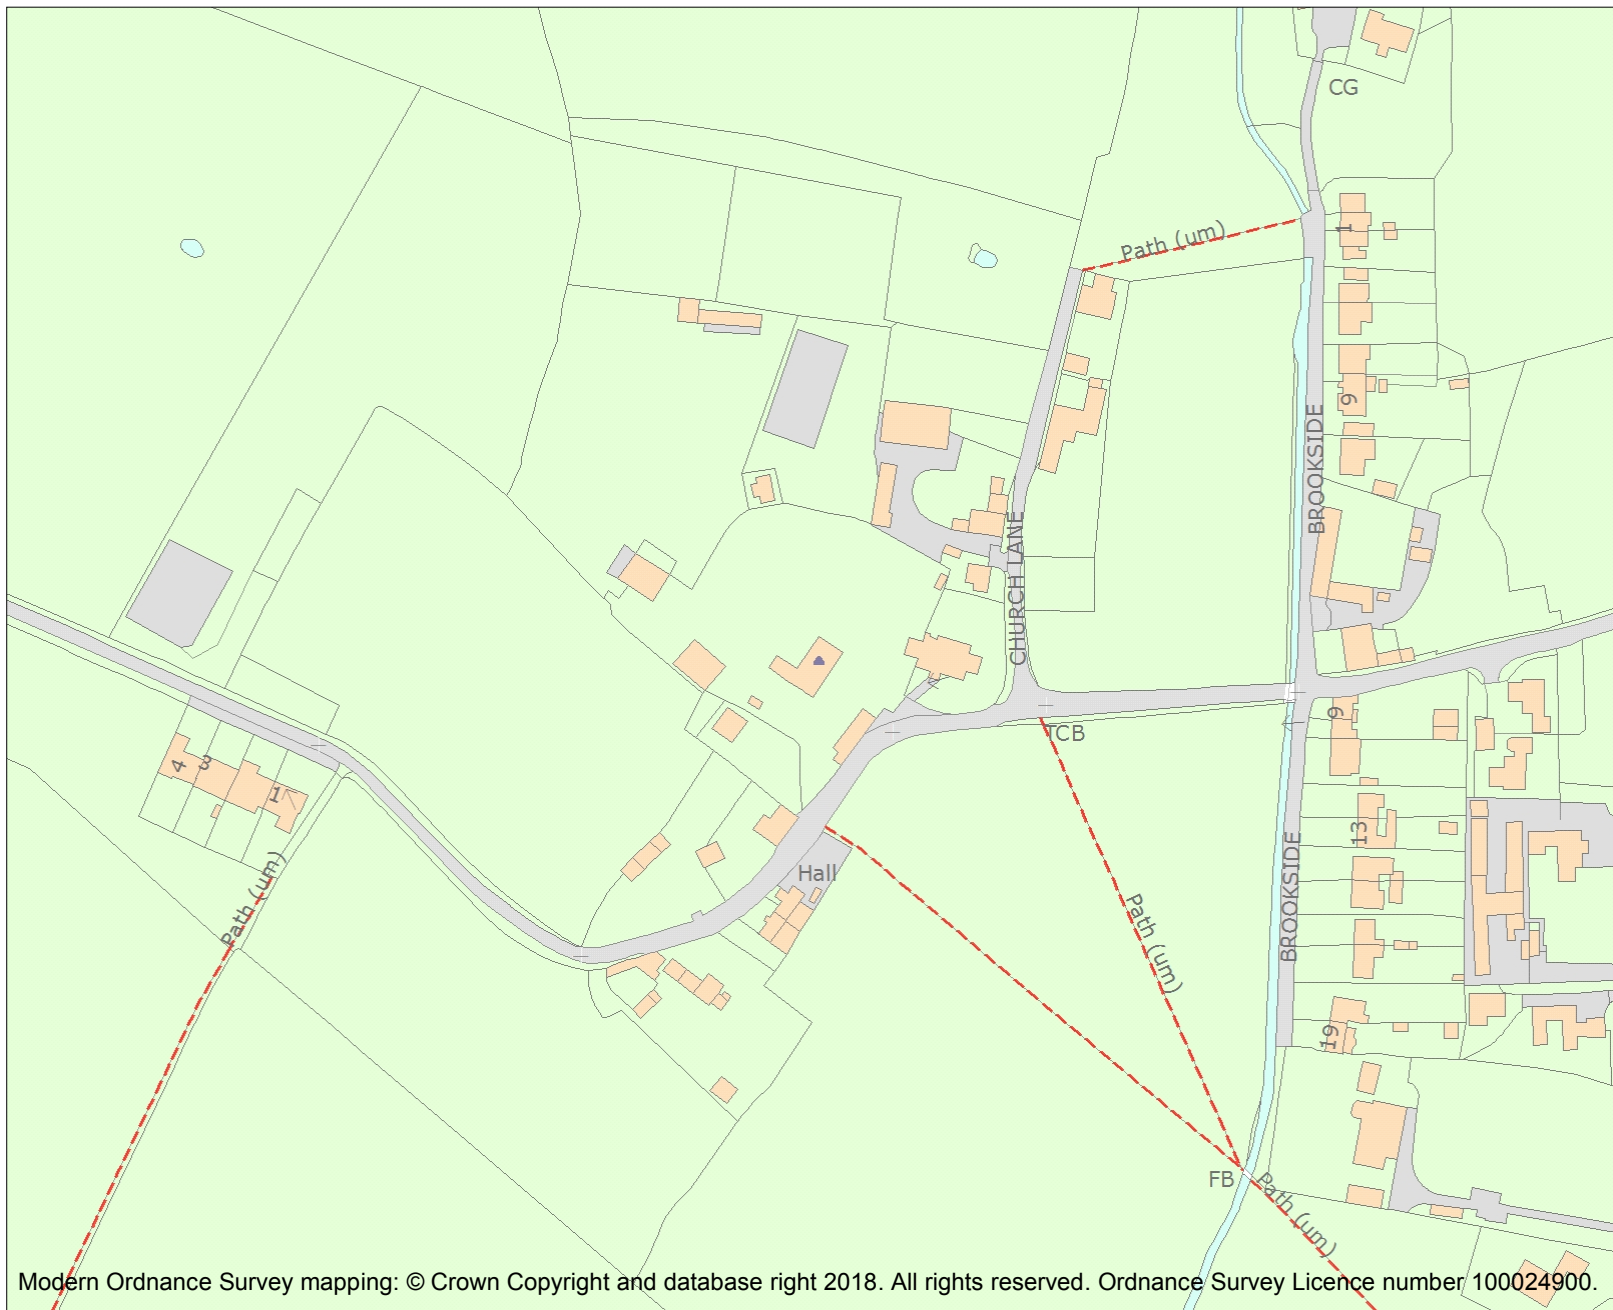 CG
Path (um)
1
9
BROOKSIDE
CHURCH LANE
9
TCB
4
3
1
13
Hall
BROOKSIDE
Path (um)
Path (um)
19
FB
Path (um)
Modern Ordnance Survey mapping: © Crown Copyright and database right 2018. All rights reserved. Ordnance Survey Licence number 100024900.